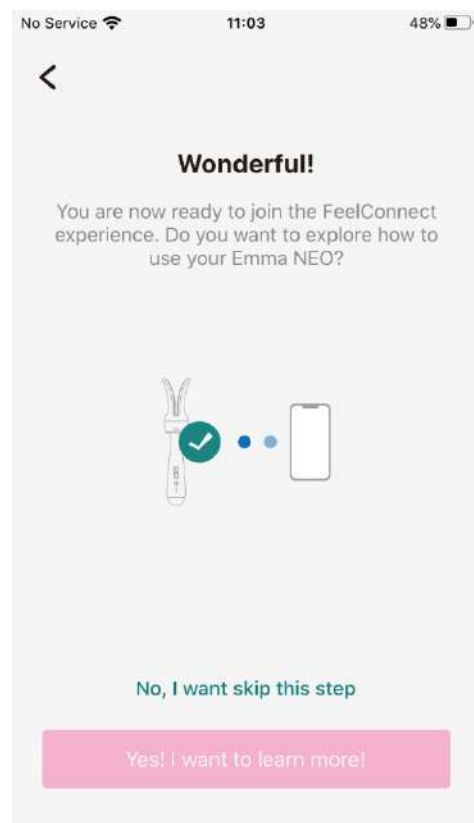 No Service 11:03 48%
Wonderful!
You are now ready to join the FeelConnect
experience. Do you want to explore how to
use your Emma NEO?
No, I want skip this step
Yes! I want to learn more!